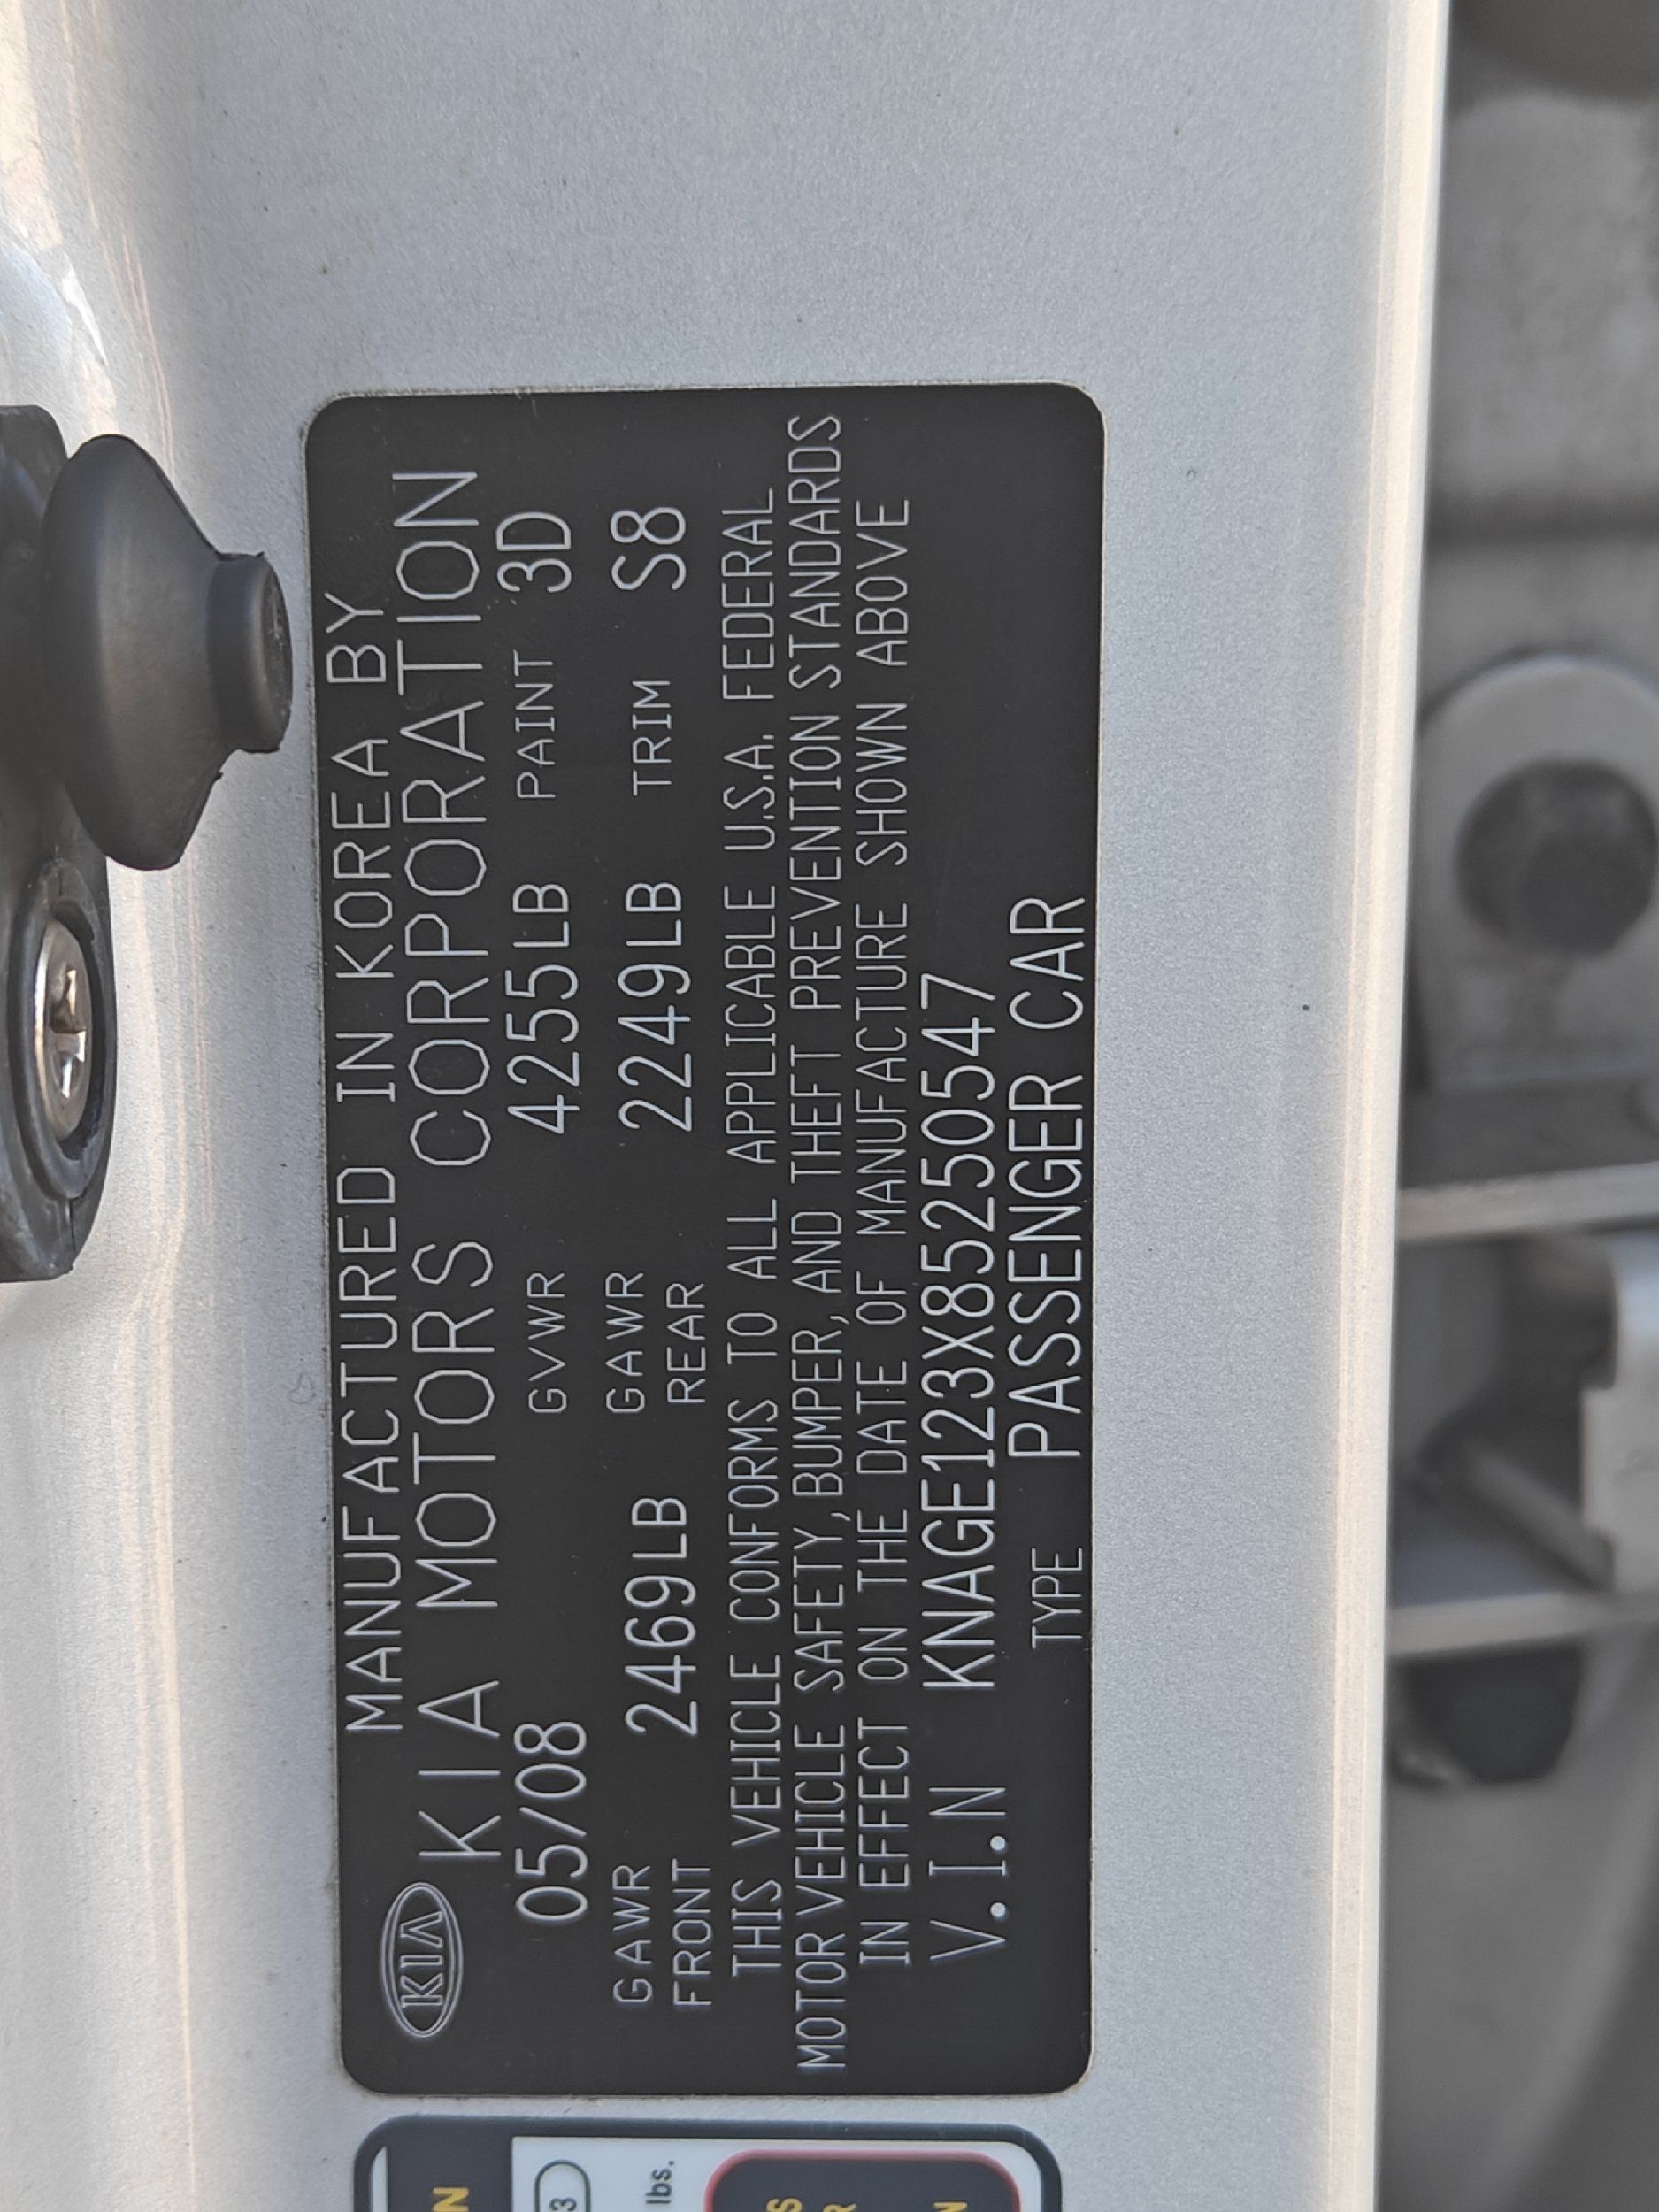 MANUFACTURED IN KOREA BY
KIA KIA MOTORS CORPORATION
05/08 GVWR 4255LB PAINT 3D
GAWR FRONT 2469LB GAWR REAR 2249LB TRIM S8
THIS VEHICLE CONFORMS TO ALL APPLICABLE U.S.A. FEDERAL
MOTOR VEHICLE SAFETY, BUMPER, AND THEFT PREVENTION STANDARDS
IN EFFECT ON THE DATE OF MANUFACTURE SHOWN ABOVE
V.I.N KNAGE123X85250547
TYPE PASSENGER CAR
3
lbs.